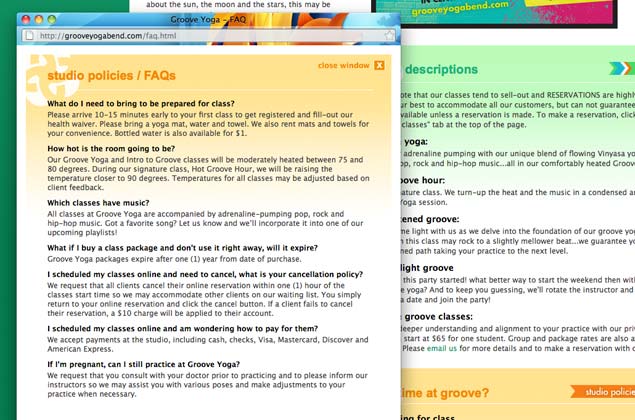 about the sun, the moon and the stars, this may be
grooveyogabend.com
Groove Yoga - FAQ
http://grooveyogabend.com/faq.html
close window X
studio policies / FAQs
What do I need to bring to be prepared for class?
Please arrive 10-15 minutes early to your first class to get registered and fill-out our
health waiver. Please bring a yoga mat, water and towel. We also rent mats and towels for
your convenience. Bottled water is also available for $1.
How hot is the room going to be?
Our Groove Yoga and Intro to Groove classes will be moderately heated between 75 and
80 degrees. During our signature class, Hot Groove Hour, we will be raising the
temperature closer to 90 degrees. Temperatures for all classes may be adjusted based on
client feedback.
Which classes have music?
All classes at Groove Yoga are accompanied by adrenaline-pumping pop, rock and
hip-hop music. Got a favorite song? Let us know and we'll incorporate it into one of our
upcoming playlists!
What if I buy a class package and don't use it right away, will it expire?
Groove Yoga packages expire after one (1) year from date of purchase.
I scheduled my classes online and need to cancel, what is your cancellation policy?
We request that all clients cancel their online reservation within one (1) hour of the
classes start time so we may accommodate other clients on our waiting list. You simply
return to your online reservation and click the cancel button. If a client fails to cancel
their reservation, a $10 charge will be applied to their account.
I scheduled my classes online and am wondering how to pay for them?
We accept payments at the studio, including cash, checks, Visa, Mastercard, Discover and
American Express.
If I'm pregnant, can I still practice at Groove Yoga?
We request that you consult with your doctor prior to practicing and to please inform our
instructors so we may assist you with various poses and make adjustments to your
practice when necessary.
descriptions
ote that our classes tend to sell-out and RESERVATIONS are highl
ur best to accommodate all our customers, but can not guarantee
vailable unless a reservation is made. To make a reservation, click
classes" tab at the top of the page.
yoga:
adrenaline pumping with our unique blend of flowing Vinyasa yo
op, rock and hip-hop music...all in our comfortably heated Groove
oove hour:
nature class. We turn-up the heat and the music in a condensed an
Yoga session.
tened groove:
me light with us as we delve into the foundation of our groove yog
n this class may rock to a slightly mellower beat...we guarantee yo
ned path taking your practice to the next level.
light groove
this party started! what better way to start the weekend then with
e yoga? And to keep you guessing, we'll rotate the instructor and
a date and join the party!
e groove classes:
deeper understanding and alignment to your practice with our priv
start at $65 for one student. Group and package rates are also a
Please email us for more details and to make a reservation with o
time at groove?
studio policie
ing for class